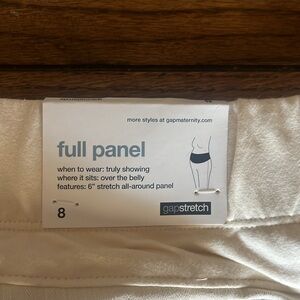 more styles at gapmaternity.com
full panel
when to wear: truly showing
where it sits: over the belly
features: 6" stretch all-around panel
8
gapstretch